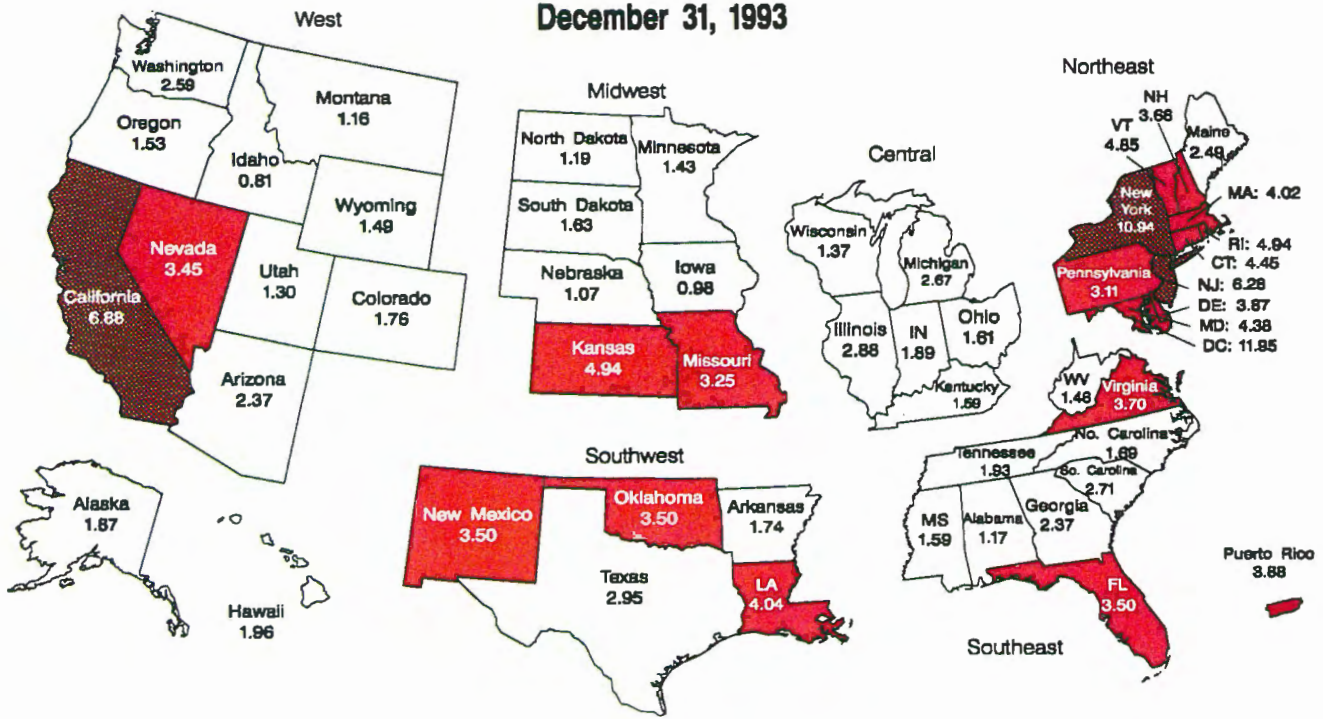 December 31, 1993
West
Washington
2.59
Oregon
1.53
Idaho
0.81
Montana
1.16
Wyoming
1.49
Nevada
3.45
California
6.88
Utah
1.30
Colorado
1.76
Arizona
2.37
Alaska
1.87
Hawaii
1.96
Midwest
North Dakota
1.19
Minnesota
1.43
South Dakota
1.63
Nebraska
1.07
Iowa
0.98
Kansas
4.94
Missouri
3.25
Southwest
New Mexico
3.50
Oklahoma
3.50
Arkansas
1.74
Texas
2.95
LA
4.04
Central
Wisconsin
1.37
Michigan
2.67
Illinois
2.88
IN
1.89
Ohio
1.61
Kentucky
1.59
Northeast
NH
3.68
VT
4.85
Maine
2.49
New
York
10.94
MA: 4.02
RI: 4.94
CT: 4.45
Pennsylvania
3.11
NJ: 6.28
DE: 3.87
MD: 4.38
DC: 11.95
WV
1.48
Virginia
3.70
No. Carolina
1.69
Tennessee
1.93
So. Carolina
2.71
MS
1.59
Alabama
1.17
Georgia
2.37
FL
3.50
Southeast
Puerto Rico
3.88